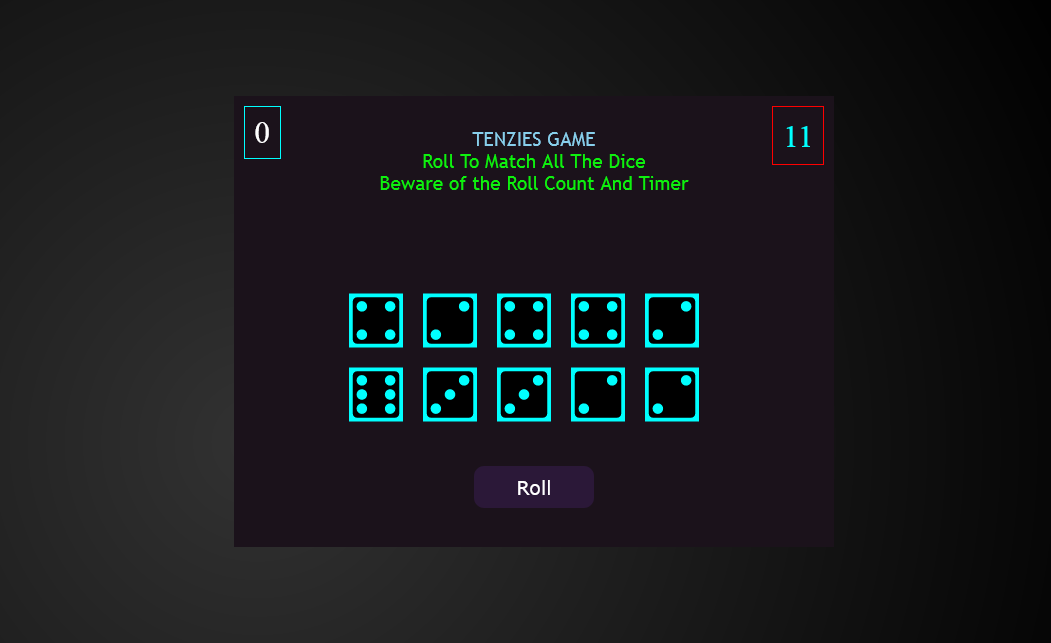 0
11
TENZIES GAME
Roll To Match All The Dice
Beware of the Roll Count And Timer
Roll